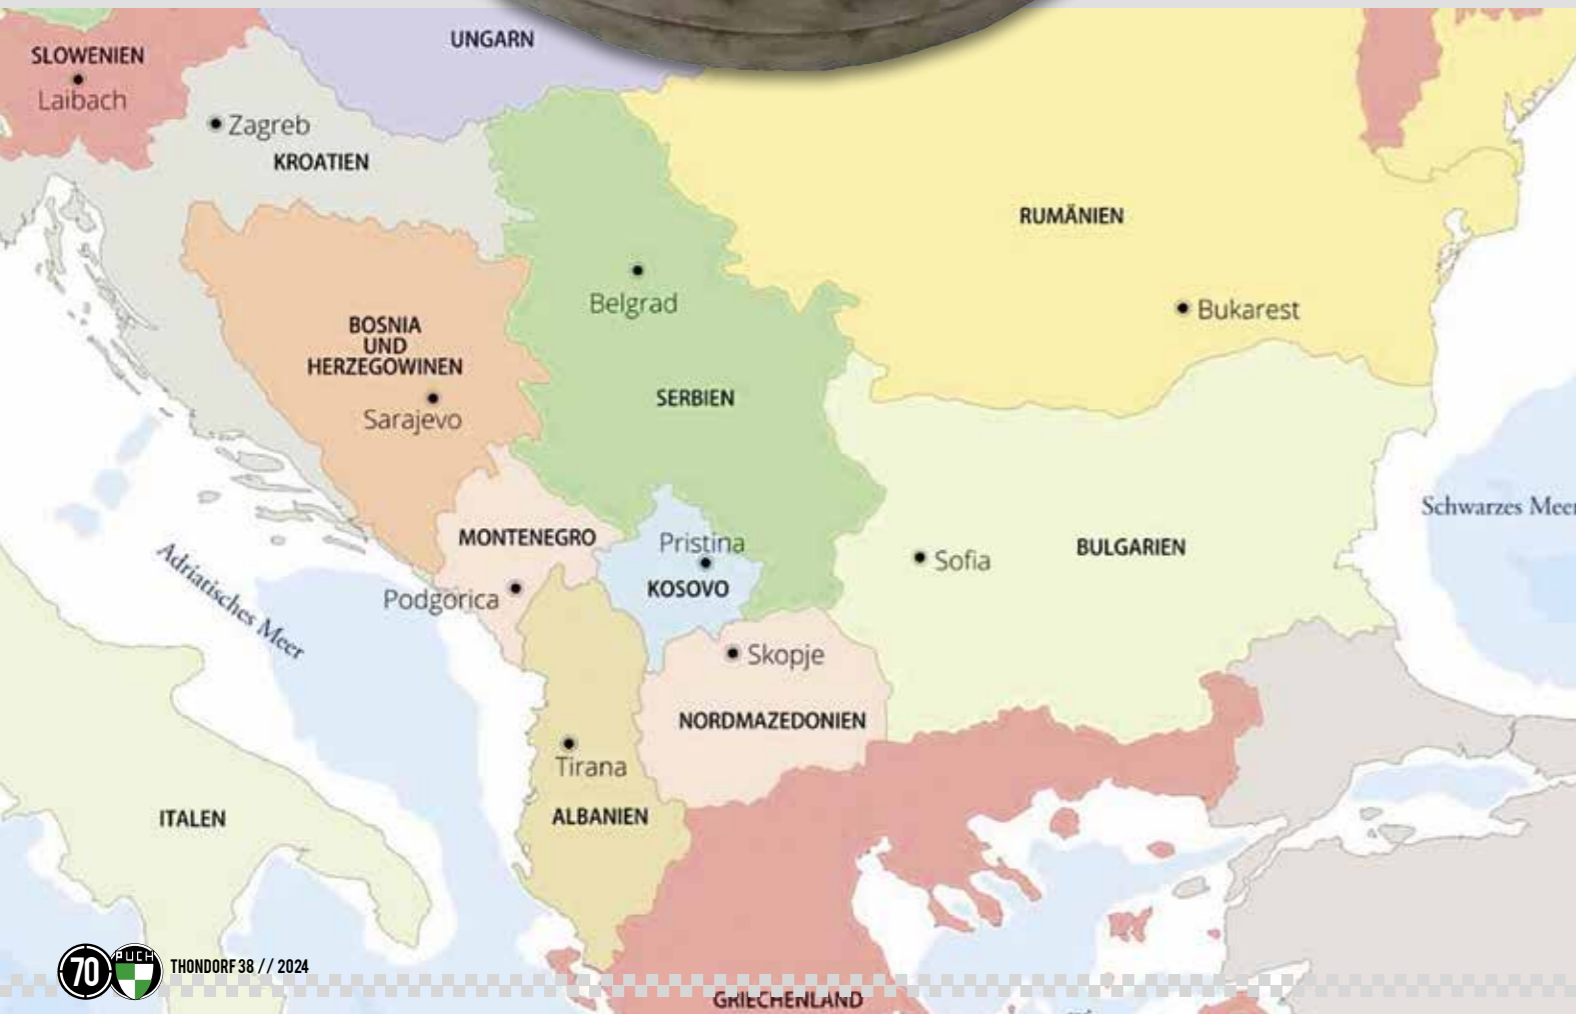 UNGARN
SLOWENIEN
Laibach
Zagreb
KROATIEN
RUMÄNIEN
Belgrad
Bukarest
BOSNIA
UND
HERZEGOWINEN
Sarajevo
SERBIEN
Schwarzes Meer
MONTENEGRO
Pristina
KOSOVO
BULGARIEN
Sofia
Podgorica
Adriatisches Meer
Skopje
NORDMAZEDONIEN
Tirana
ALBANIEN
ITALEN
70
PUCH
THONDORF 38 // 2024
GRIECHENLAND